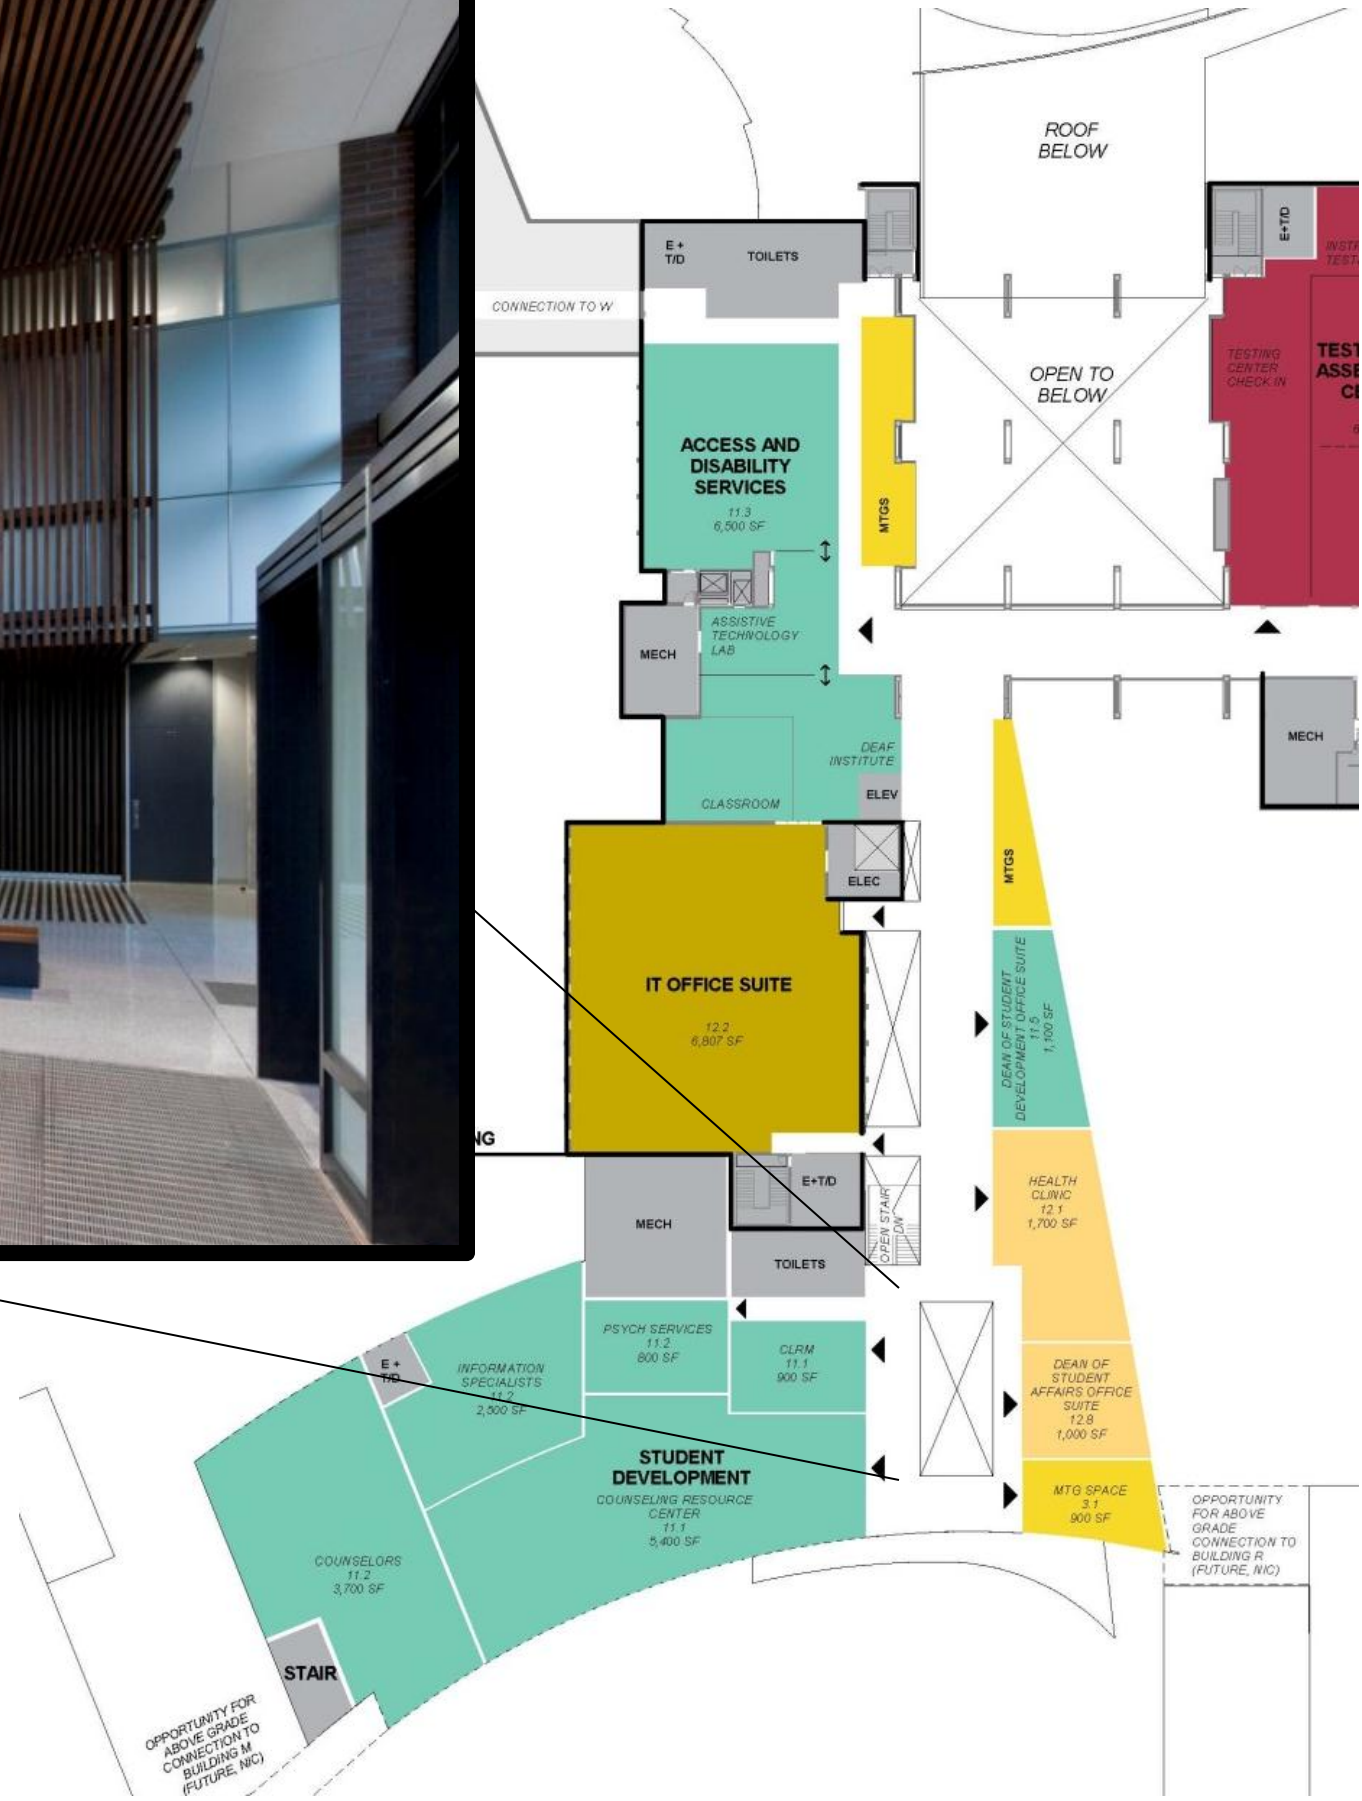 ROOF
BELOW
E +
T/D
TOILETS
E+T/D
CONNECTION TO W
OPEN TO
BELOW
TESTING
CENTER
CHECK IN
ACCESS AND
DISABILITY
SERVICES
11.3
6,500 SF
MTGS
ASSISTIVE
TECHNOLOGY
LAB
MECH
DEAF
INSTITUTE
CLASSROOM
ELEV
MECH
ELEC
MTGS
IT OFFICE SUITE
12.2
6,807 SF
DEAN OF STUDENT
DEVELOPMENT OFFICE SUITE
11.5
1,100 SF
NG
E+T/D
HEALTH
CLINIC
12.1
1,700 SF
MECH
OPEN STAIR
DN
TOILETS
PSYCH SERVICES
11.2
800 SF
CLRM
11.1
900 SF
E +
T/D
INFORMATION
SPECIALISTS
11.2
2,500 SF
DEAN OF
STUDENT
AFFAIRS OFFICE
SUITE
12.8
1,000 SF
STUDENT
DEVELOPMENT
COUNSELING RESOURCE
CENTER
11.1
5,400 SF
MTG SPACE
3.1
900 SF
OPPORTUNITY
FOR ABOVE
GRADE
CONNECTION TO
BUILDING R
(FUTURE, NIC)
COUNSELORS
11.2
3,700 SF
STAIR
OPPORTUNITY FOR
ABOVE GRADE
CONNECTION TO
BUILDING M
(FUTURE, NIC)